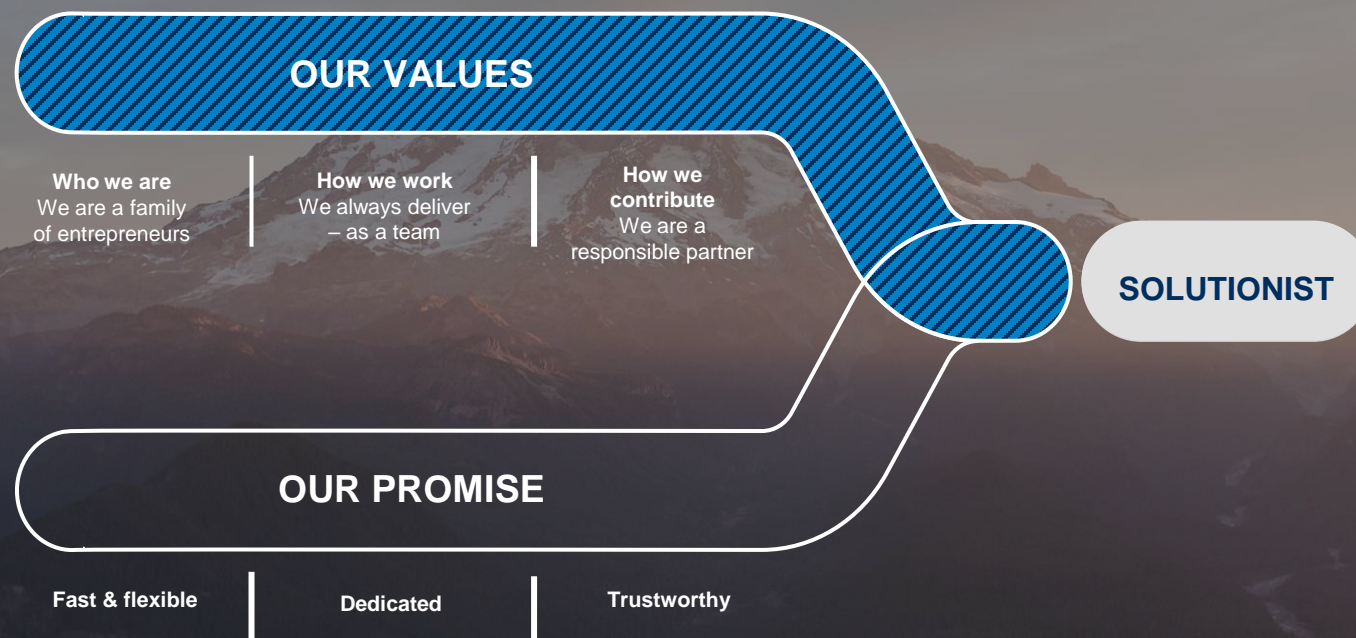 OUR VALUES
Who we are
We are a family
of entrepreneurs
How we work
We always deliver
– as a team
How we
contribute
We are a
responsible partner
SOLUTIONIST
OUR PROMISE
Fast & flexible
Dedicated
Trustworthy